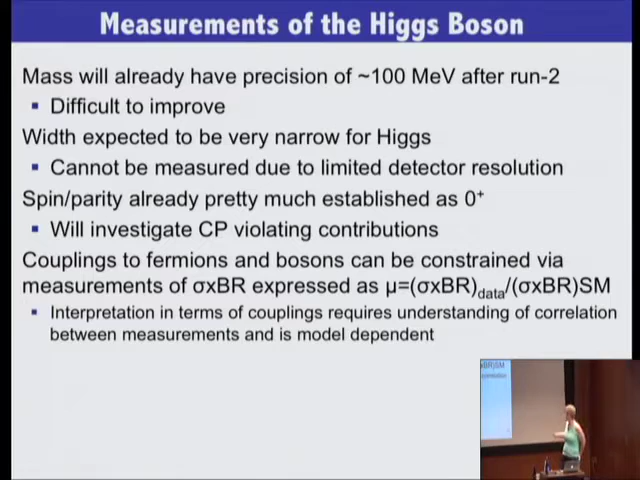 Measurements of the Higgs Boson
Mass will already have precision of ~100 MeV after run-2
▪ Difficult to improve
Width expected to be very narrow for Higgs
▪ Cannot be measured due to limited detector resolution
Spin/parity already pretty much established as 0⁺
▪ Will investigate CP violating contributions
Couplings to fermions and bosons can be constrained via
measurements of σxBR expressed as μ=(σxBR)data/(σxBR)SM
▪ Interpretation in terms of couplings requires understanding of correlation
between measurements and is model dependent
σxBR)SM